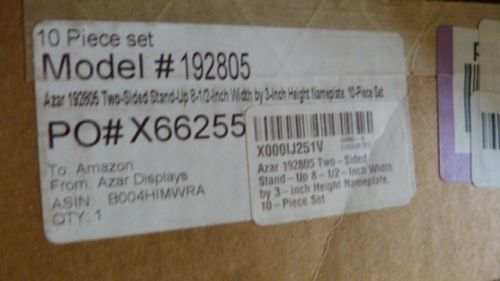 10 Piece set
Model # 192805
Azar 192805 Two-Sided Stand-Up 8-1/2-Inch Width by 3-Inch Height Nameplate, 10-Piece Set
PO# X66255
To: Amazon
From: Azar Displays
ASIN: B004HIMWRA
QTY. 1
X000IJ251V
Azar 192805 Two-Sided
Stand-Up 8-1/2-Inch Width
by 3-inch Height Nameplate,
10-Piece Set